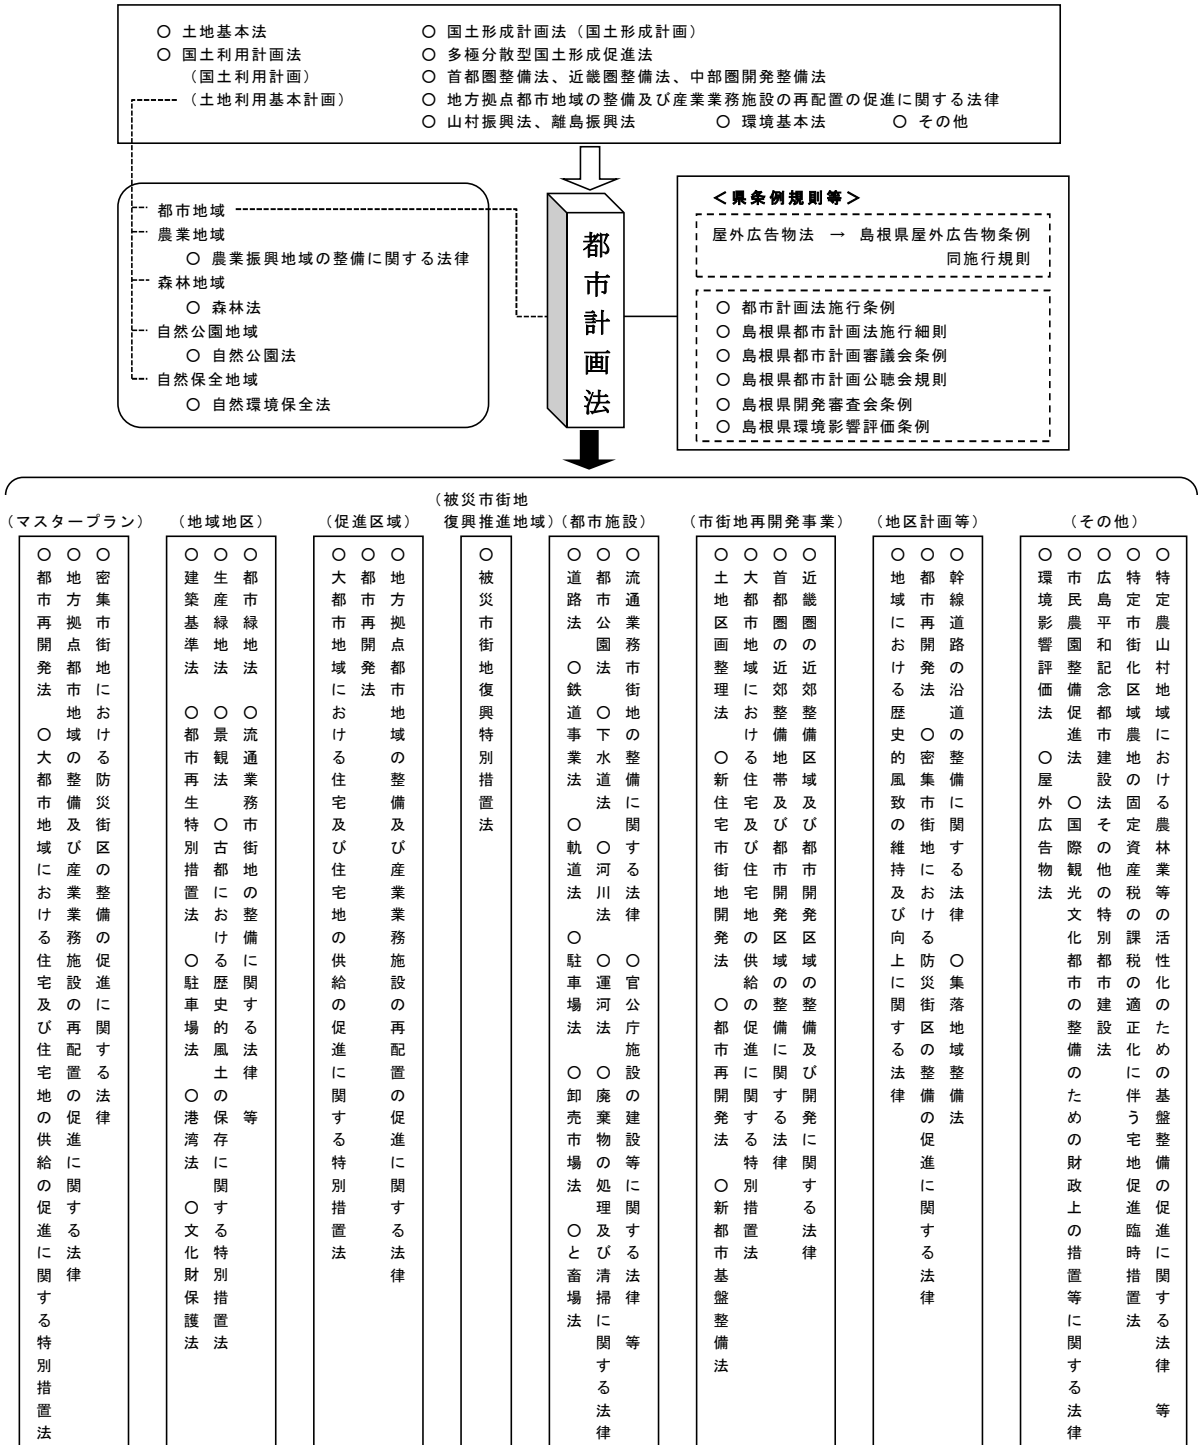 ○ 土地基本法
○ 国土利用計画法
（国土利用計画）
（土地利用基本計画）
○ 国土形成計画法（国土形成計画）
○ 多極分散型国土形成促進法
○ 首都圏整備法、近畿圏整備法、中部圏開発整備法
○ 地方拠点都市地域の整備及び産業業務施設の再配置の促進に関する法律
○ 山村振興法、離島振興法　○ 環境基本法　○ その他
都市地域
農業地域
○ 農業振興地域の整備に関する法律
森林地域
○ 森林法
自然公園地域
○ 自然公園法
自然保全地域
○ 自然環境保全法
都市計画法
＜県条例規則等＞
屋外広告物法 → 島根県屋外広告物条例
同施行規則
○ 都市計画法施行条例
○ 島根県都市計画法施行細則
○ 島根県都市計画審議会条例
○ 島根県都市計画公聴会規則
○ 島根県開発審査会条例
○ 島根県環境影響評価条例
（マスタープラン）
○密集市街地における防災街区の整備の促進に関する法律
○地方拠点都市地域の整備及び産業業務施設の再配置の促進に関する法律
○都市再開発法　○大都市地域における住宅及び住宅地の供給の促進に関する特別措置法
（地域地区）
○都市緑地法　○流通業務市街地の整備に関する法律　等
○生産緑地法　○景観法　○古都における歴史的風土の保存に関する特別措置法
○建築基準法　○都市再生特別措置法　○駐車場法　○港湾法　○文化財保護法
（促進区域）
○地方拠点都市地域の整備及び産業業務施設の再配置の促進に関する法律
○都市再開発法
○大都市地域における住宅及び住宅地の供給の促進に関する特別措置法
（被災市街地
復興推進地域）
○被災市街地復興特別措置法
（都市施設）
○流通業務市街地の整備に関する法律　○官公庁施設の建設等に関する法律　等
○都市公園法　○下水道法　○河川法　○運河法　○廃棄物の処理及び清掃に関する法律
○道路法　○鉄道事業法　○軌道法　○駐車場法　○卸売市場法　○と畜場法
（市街地再開発事業）
○近畿圏の近郊整備区域及び都市開発区域の整備及び開発に関する法律
○首都圏の近郊整備地帯及び都市開発区域の整備に関する法律
○大都市地域における住宅及び住宅地の供給の促進に関する特別措置法
○土地区画整理法　○新住宅市街地開発法　○都市再開発法　○新都市基盤整備法
（地区計画等）
○幹線道路の沿道の整備に関する法律　○集落地域整備法
○都市再開発法　○密集市街地における防災街区の整備の促進に関する法律
○地域における歴史的風致の維持及び向上に関する法律
（その他）
○特定農山村地域における農林業等の活性化のための基盤整備の促進に関する法律　等
○特定市街化区域農地の固定資産税の課税の適正化に伴う宅地促進臨時措置法
○広島平和記念都市建設法その他の特別都市建設法
○市民農園整備促進法　○国際観光文化都市の整備のための財政上の措置等に関する法律
○環境影響評価法　○屋外広告物法